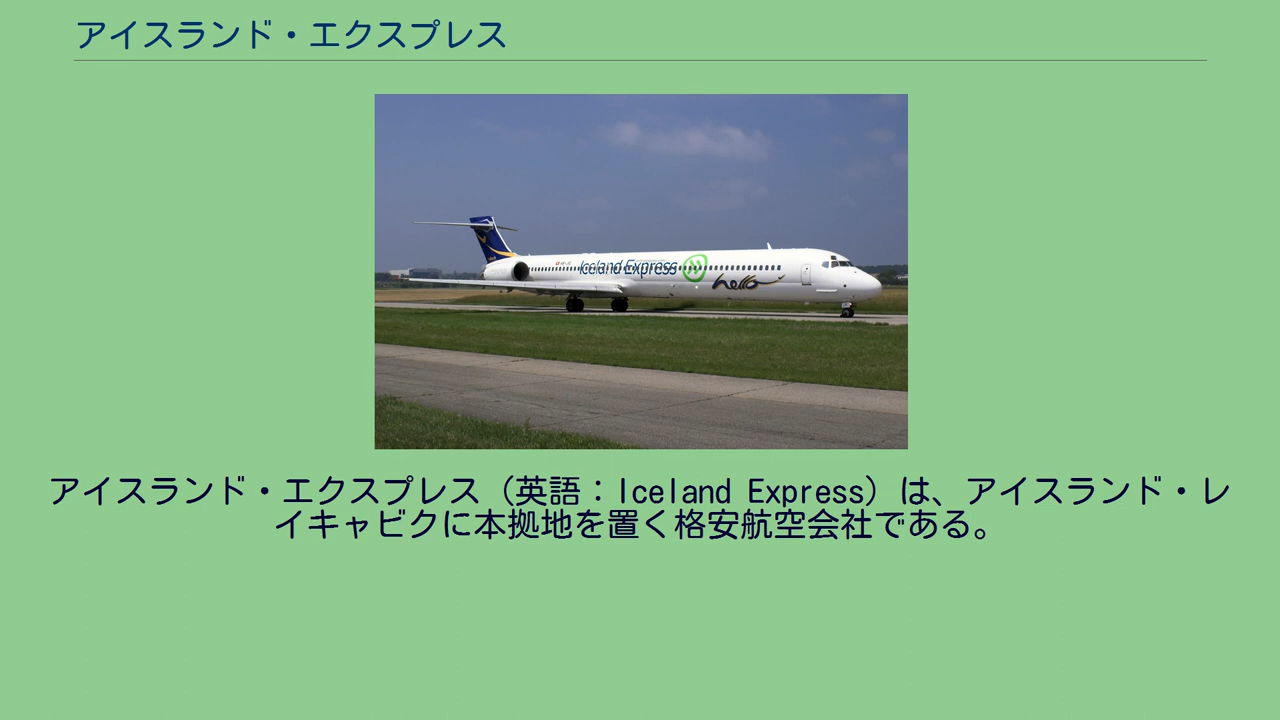 アイスランド・エクスプレス
Iceland Express
hello
アイスランド・エクスプレス（英語：Iceland Express）は、アイスランド・レ
イキャビクに本拠地を置く格安航空会社である。